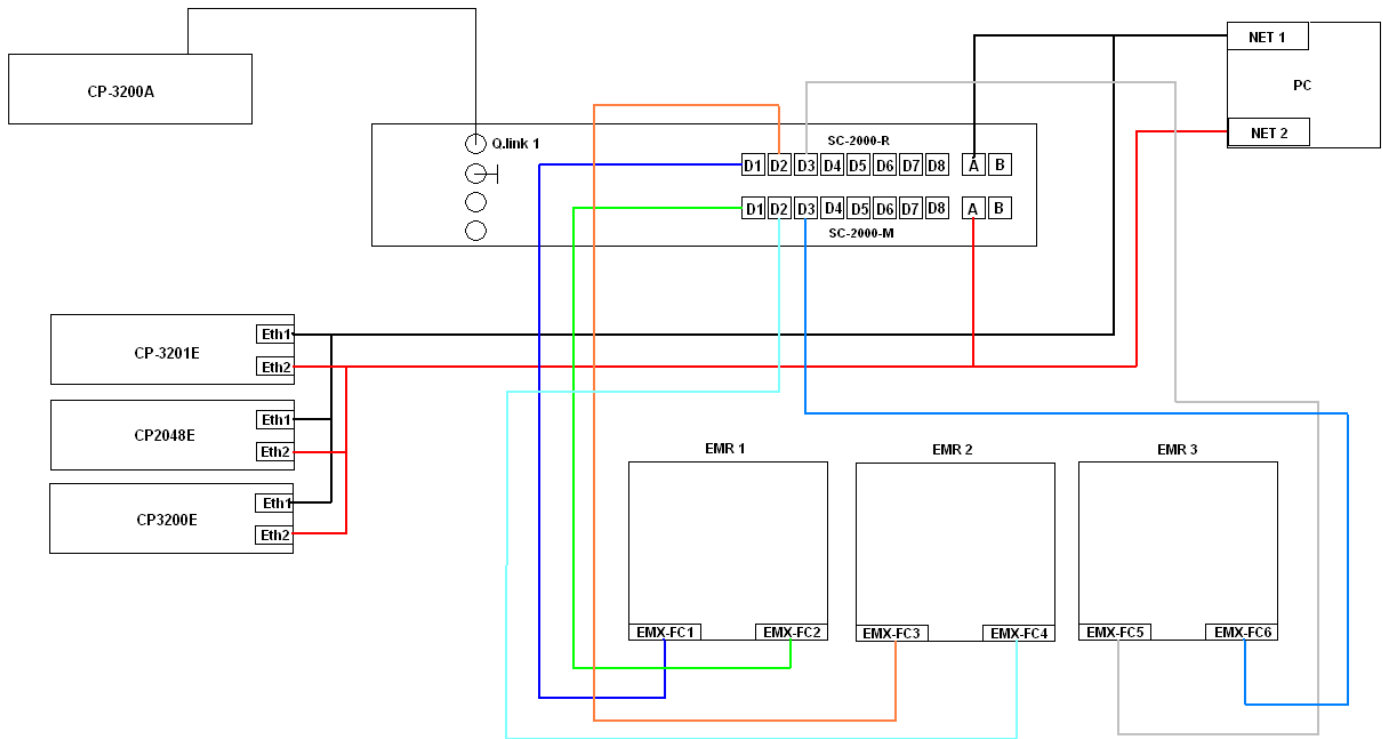 NET 1
CP-3200A
PC
NET 2
Q.link 1
SC-2000-R
D1 D2 D3 D4 D5 D6 D7 D8 A B
D1 D2 D3 D4 D5 D6 D7 D8 A B
SC-2000-M
Eth1
CP-3201E
Eth2
Eth1
CP2048E
Eth2
Eth1
CP3200E
Eth2
EMR 1 EMR 2 EMR 3
EMX-FC1 EMX-FC2 EMX-FC3 EMX-FC4 EMX-FC5 EMX-FC6